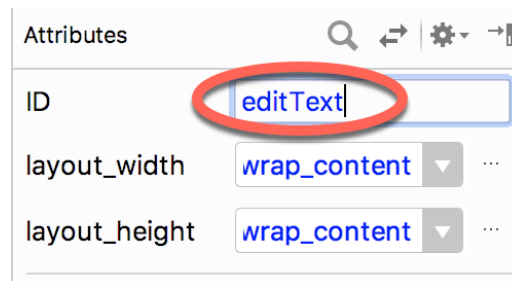 Attributes
ID editText
layout_width wrap_content ...
layout_height wrap_content ...